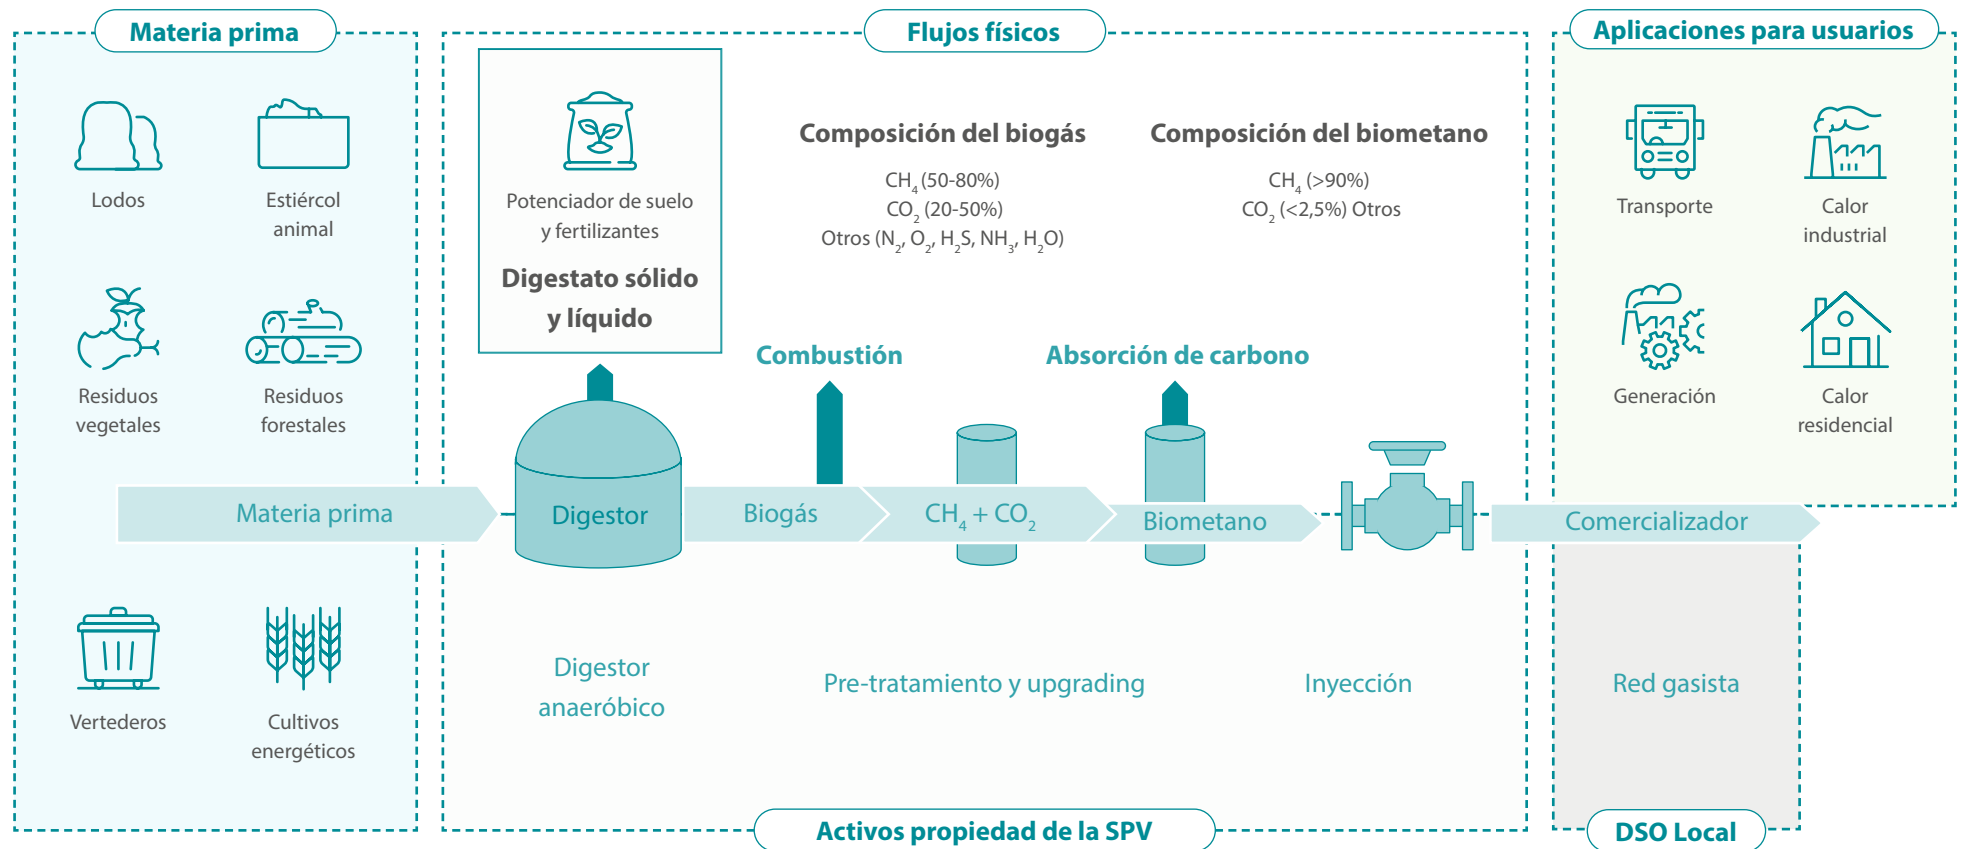 Materia prima
Lodos
Estiércol
animal
Residuos
vegetales
Residuos
forestales
Materia prima
Vertederos
Cultivos
energéticos
Flujos físicos
Potenciador de suelo
y fertilizantes
Digestato sólido
y líquido
Composición del biogás
CH₄ (50-80%)
CO₂ (20-50%)
Otros (N₂, O₂, H₂S, NH₃, H₂O)
Composición del biometano
CH₄ (>90%)
CO₂ (<2,5%) Otros
Combustión
Absorción de carbono
Digestor
Biogás
CH₄ + CO₂
Biometano
Digestor
anaeróbico
Pre-tratamiento y upgrading
Inyección
Activos propiedad de la SPV
Aplicaciones para usuarios
Transporte
Calor
industrial
Generación
Calor
residencial
Comercializador
Red gasista
DSO Local